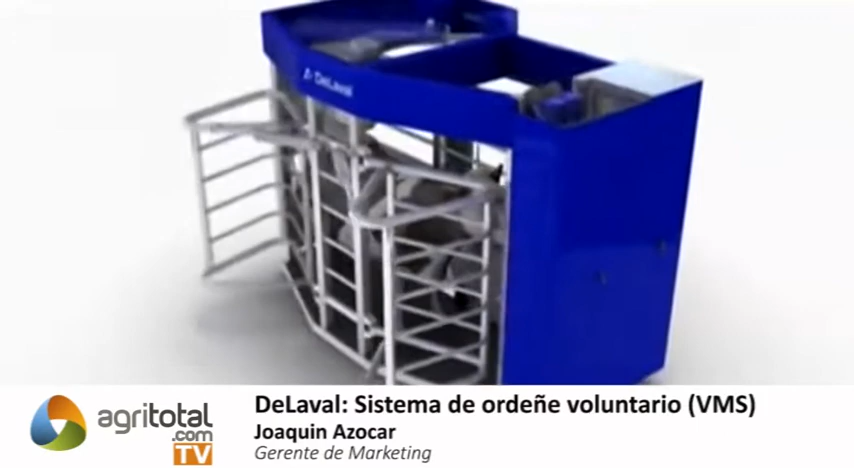 DeLaval
agritotal
.com
TV
DeLaval: Sistema de ordeñe voluntario (VMS)
Joaquin Azocar
Gerente de Marketing